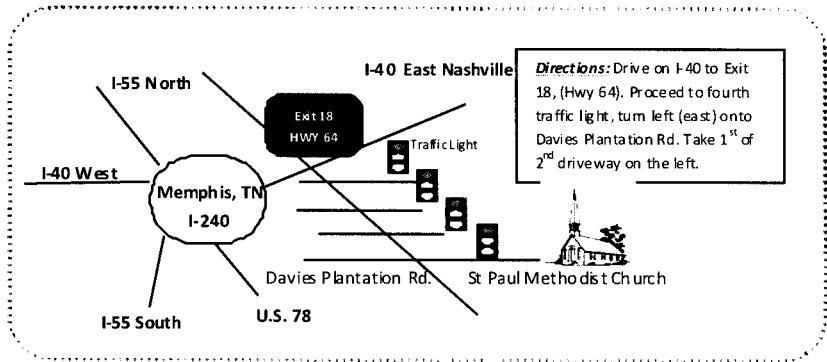 I-55 North
I-40 East Nashville
Directions: Drive on I-40 to Exit
18, (Hwy 64). Proceed to fourth
traffic light, turn left (east) onto
Davies Plantation Rd. Take 1st of
2nd driveway on the left.
Exit 18
HWY 64
Traffic Light
I-40 West
Memphis, TN
I-240
Davies Plantation Rd.
St Paul Methodist Church
I-55 South
U.S. 78